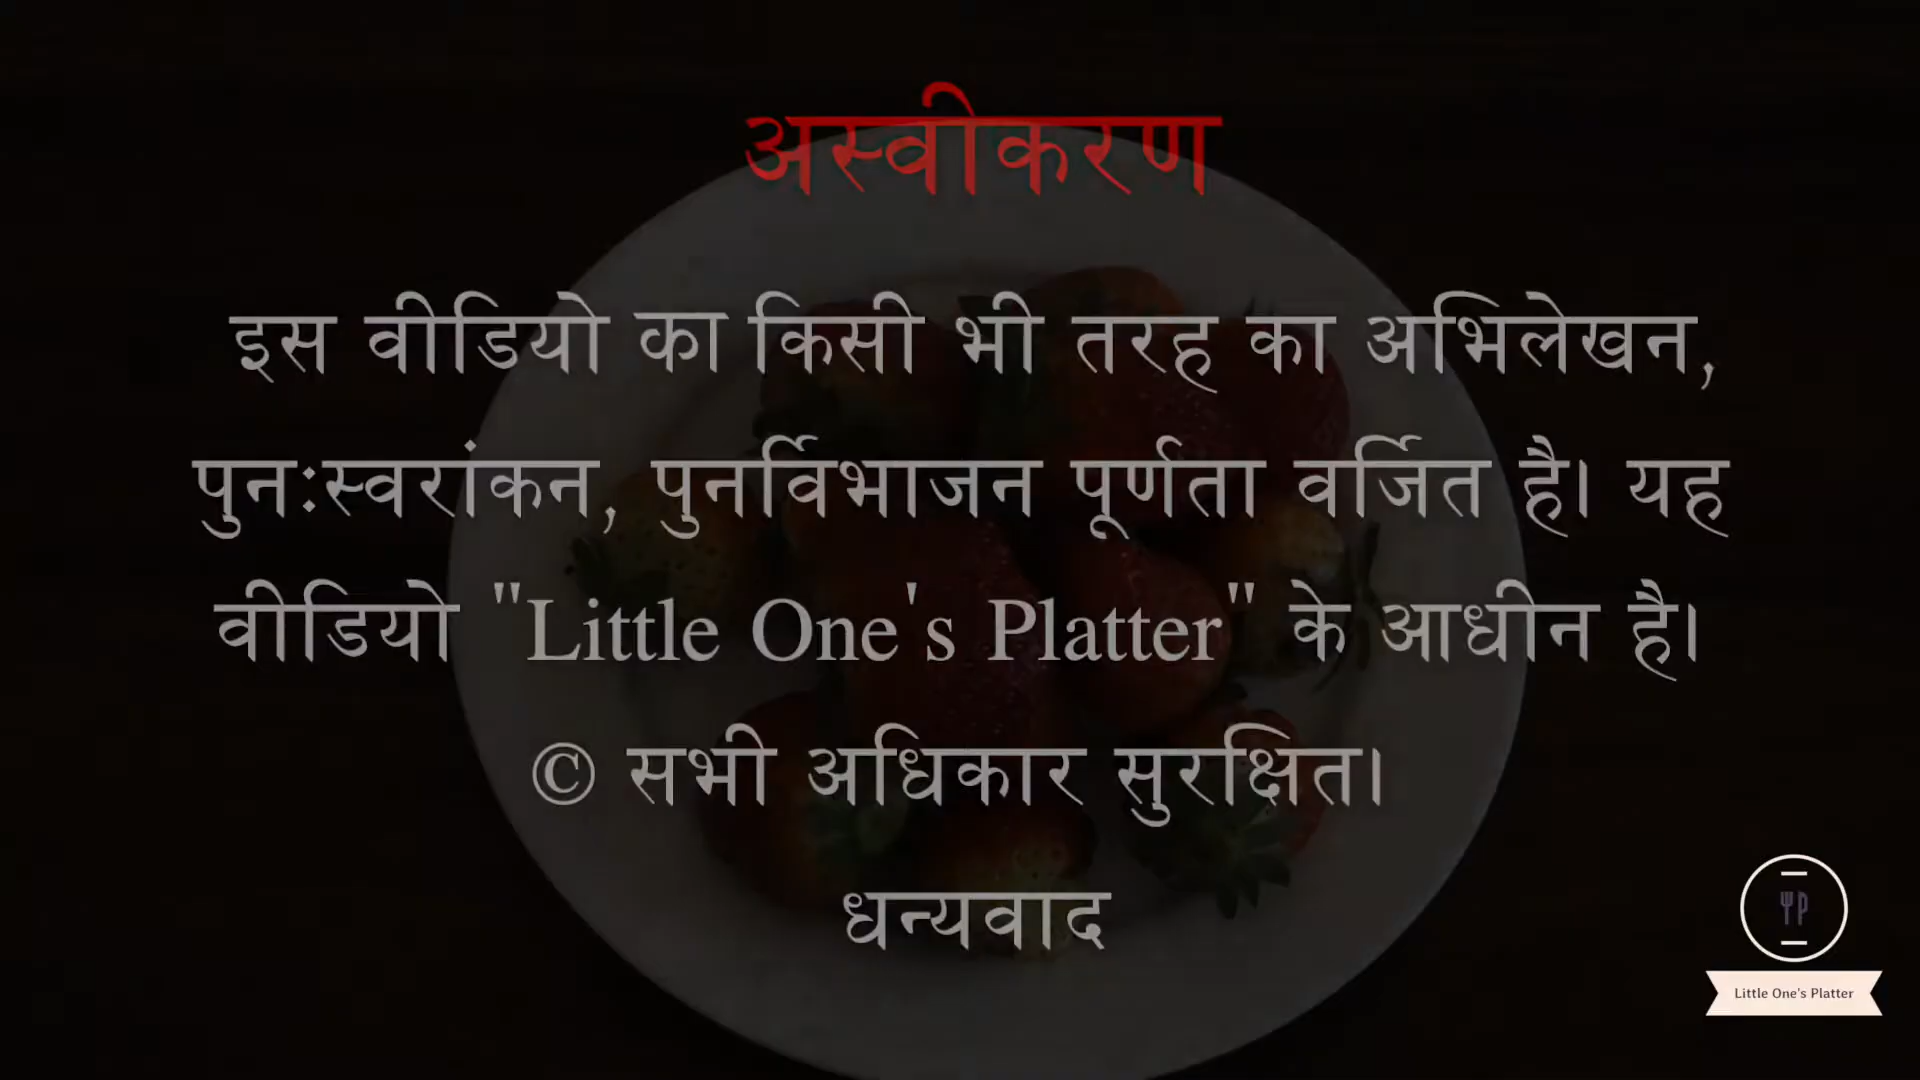 अस्वीकरण
इस वीडियो का किसी भी तरह का अभिलेखन,
पुनःस्वरांकन, पुनर्विभाजन पूर्णता वर्जित है। यह
वीडियो "Little One's Platter" के आधीन है।
© सभी अधिकार सुरक्षित।
धन्यवाद
Little One's Platter